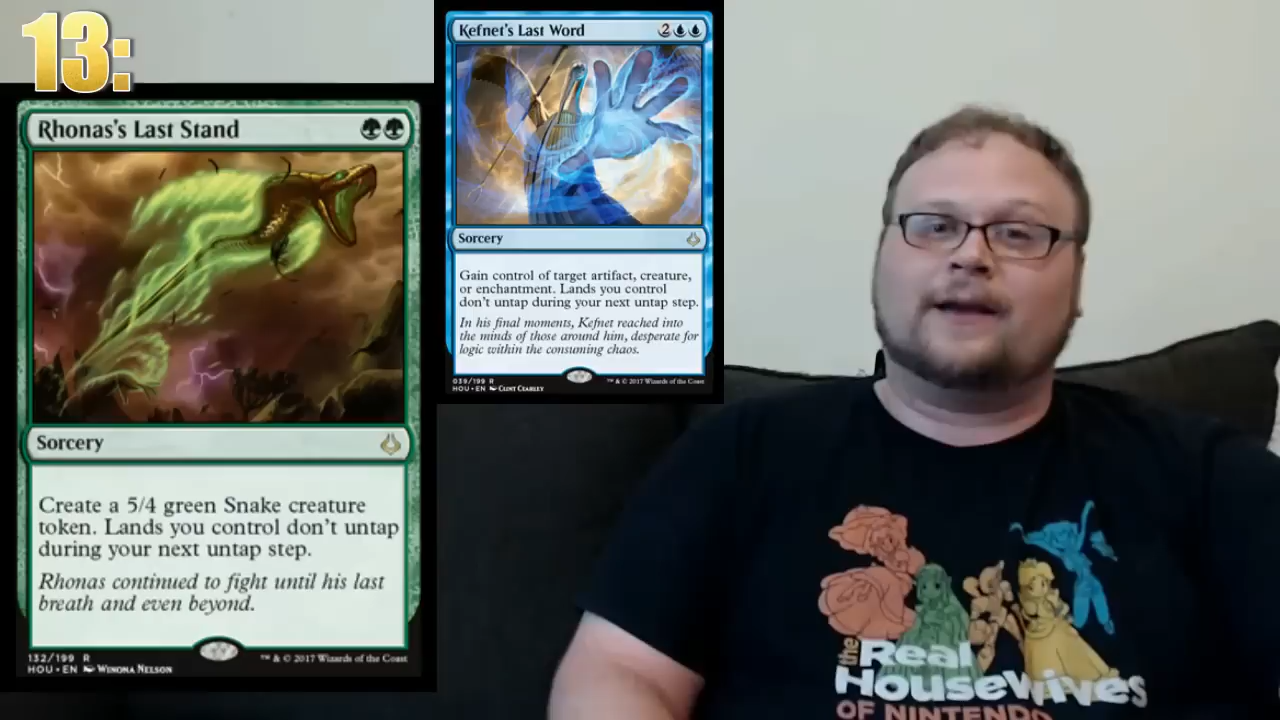 13:
Rhonas's Last Stand
Sorcery
Create a 5/4 green Snake creature
token. Lands you control don't untap
during your next untap step.
Rhonas continued to fight until his last
breath and even beyond.
132/199 R
HOU • EN Winona Nelson
™ & © 2017 Wizards of the Coast
Kefnet's Last Word
2
Sorcery
Gain control of target artifact, creature,
or enchantment. Lands you control
don't untap during your next untap step.
In his final moments, Kefnet reached into
the minds of those around him, desperate for
logic within the consuming chaos.
039/199 R
HOU • EN Clint Cearley
™ & © 2017 Wizards of the Coast
the Real
Housewives
OF NINTENDO